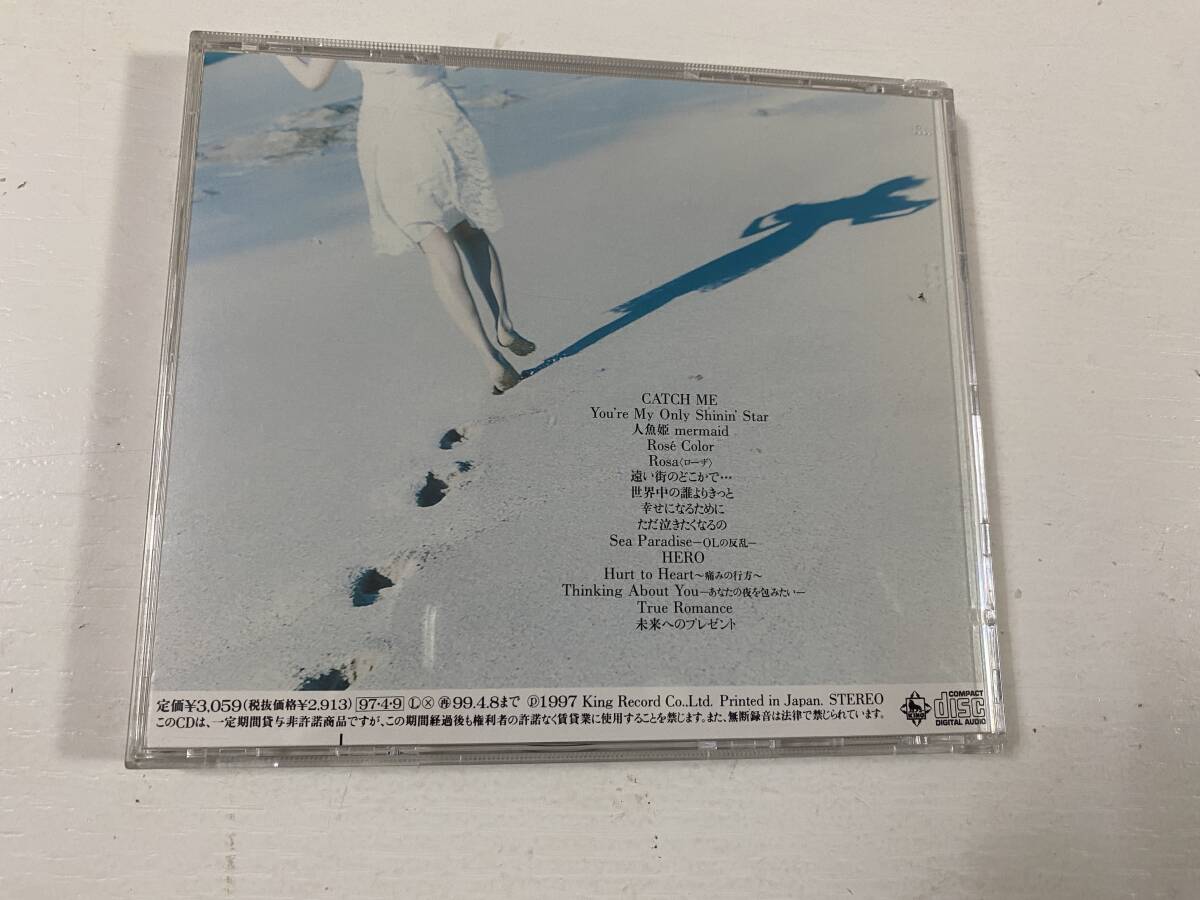 CATCH ME
You're My Only Shinin' Star
人魚姫 mermaid
Rosé Color
Rosa〈ローザ〉
遠い街のどこかで…
世界中の誰よりきっと
幸せになるために
ただ泣きたくなるの
Sea Paradise—OLの反乱—
HERO
Hurt to Heart〜痛みの行方〜
Thinking About You—あなたの夜を包みたい—
True Romance
未来へのプレゼント
定価¥3,059(税抜価格¥2,913) 97・4・9 Ⓛ Ⓧ ㊕99.4.8まで Ⓟ1997 King Record Co.,Ltd. Printed in Japan. STEREO
このCDは、一定期間貸与非許諾商品ですが、この期間経過後も権利者の許諾なく賃貸業に使用することを禁じます。また、無断録音は法律で禁じられています。
KING
COMPACT
disc
DIGITAL AUDIO